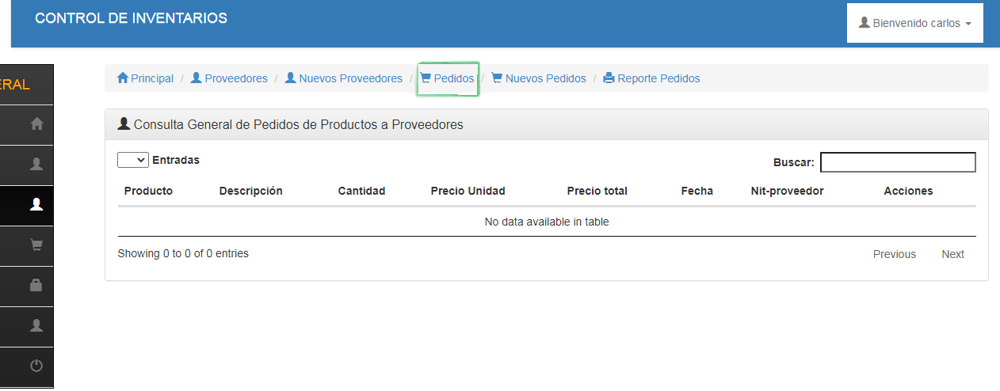 CONTROL DE INVENTARIOS
Bienvenido carlos
ERAL
Principal / Proveedores / Nuevos Proveedores / Pedidos / Nuevos Pedidos / Reporte Pedidos
Consulta General de Pedidos de Productos a Proveedores
Entradas
Buscar:
Producto Descripción Cantidad Precio Unidad Precio total Fecha Nit-proveedor Acciones
No data available in table
Showing 0 to 0 of 0 entries
Previous Next